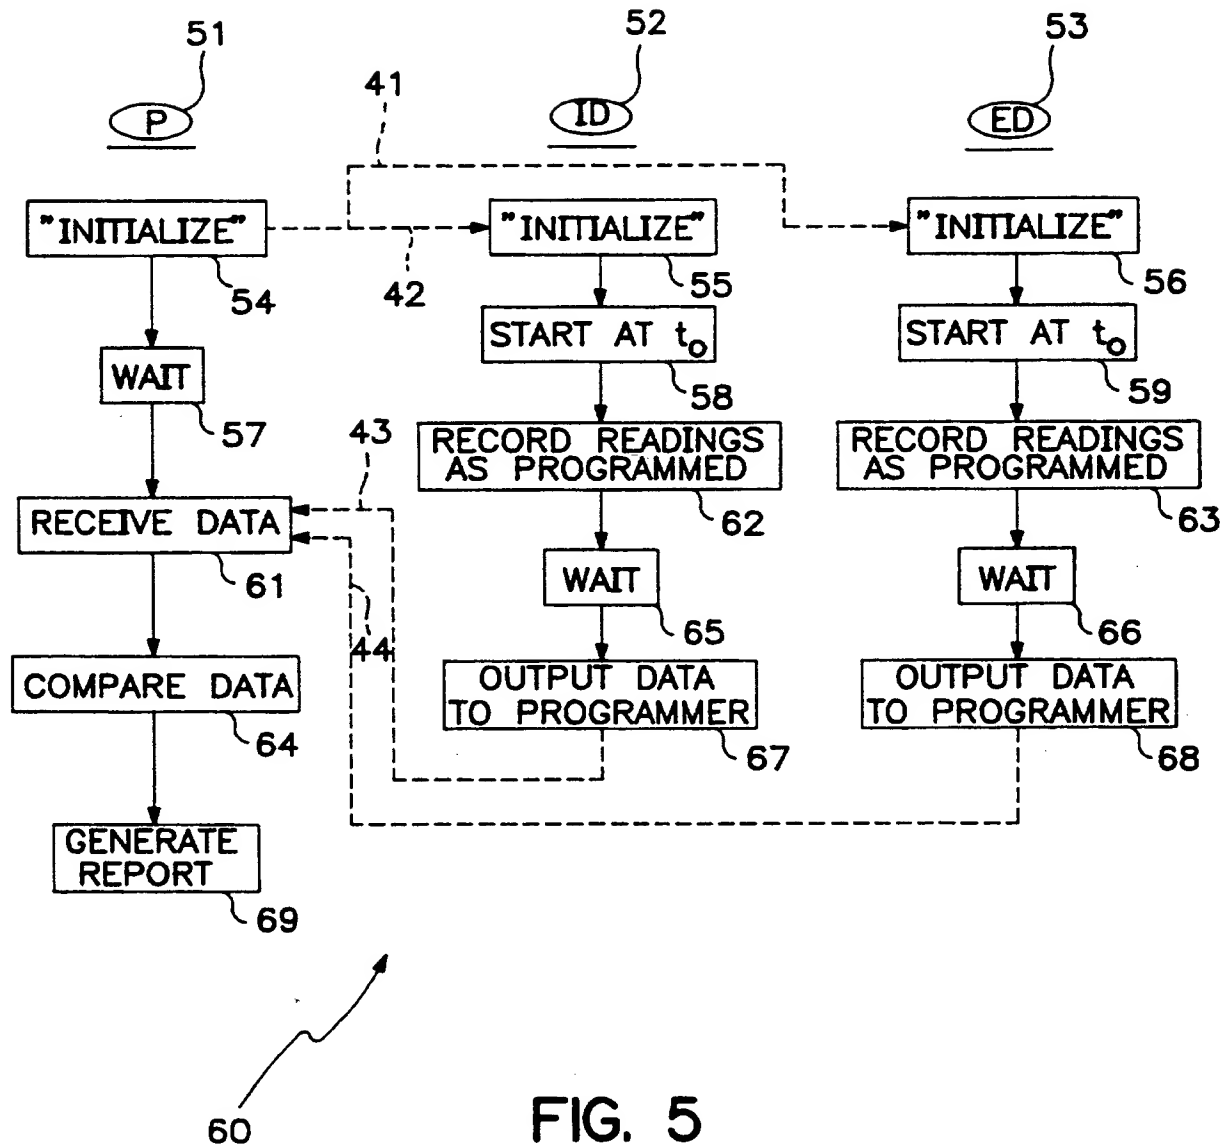 51
52
53
P
ID
ED
41
"INITIALIZE"
"INITIALIZE"
"INITIALIZE"
54
42
55
56
START AT to
START AT to
WAIT
58
59
57
43
RECORD READINGS
AS PROGRAMMED
RECORD READINGS
AS PROGRAMMED
RECEIVE DATA
62
63
61
WAIT
WAIT
44
65
66
COMPARE DATA
OUTPUT DATA
TO PROGRAMMER
OUTPUT DATA
TO PROGRAMMER
64
67
68
GENERATE
REPORT
69
60
FIG. 5